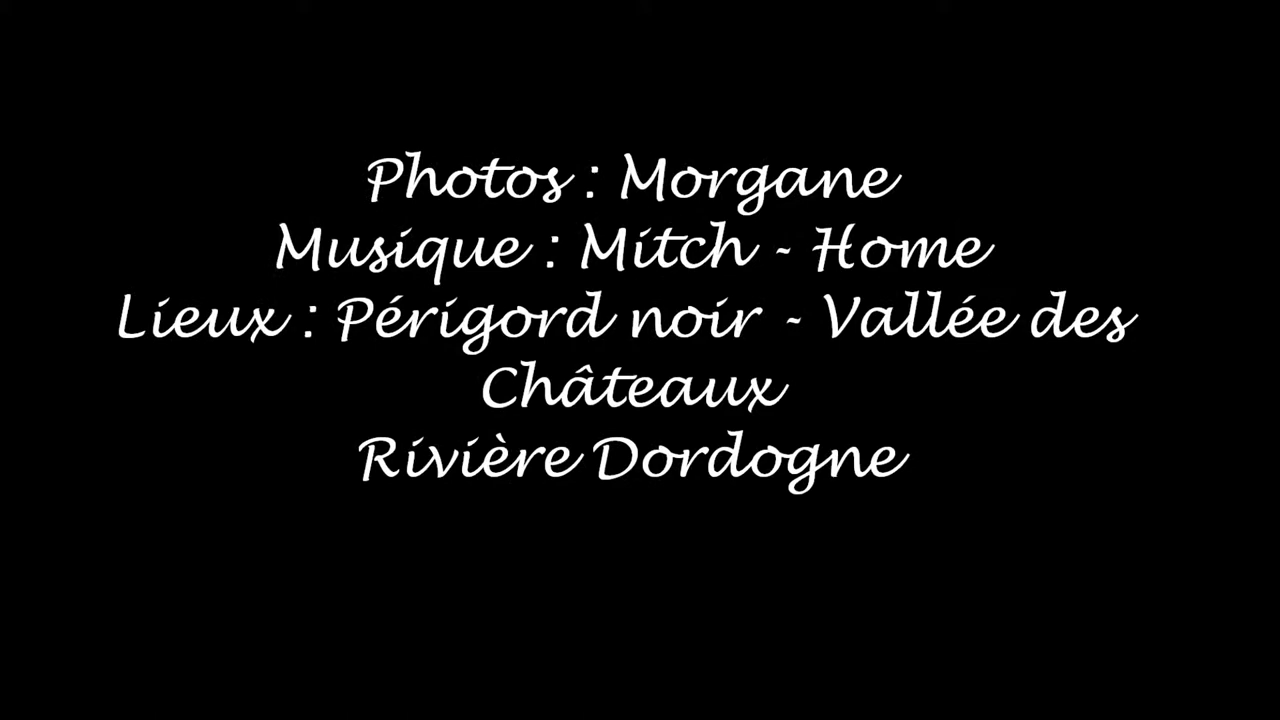 Photos : Morgane
Musique : Mitch - Home
Lieux : Périgord noir - Vallée des
Châteaux
Rivière Dordogne